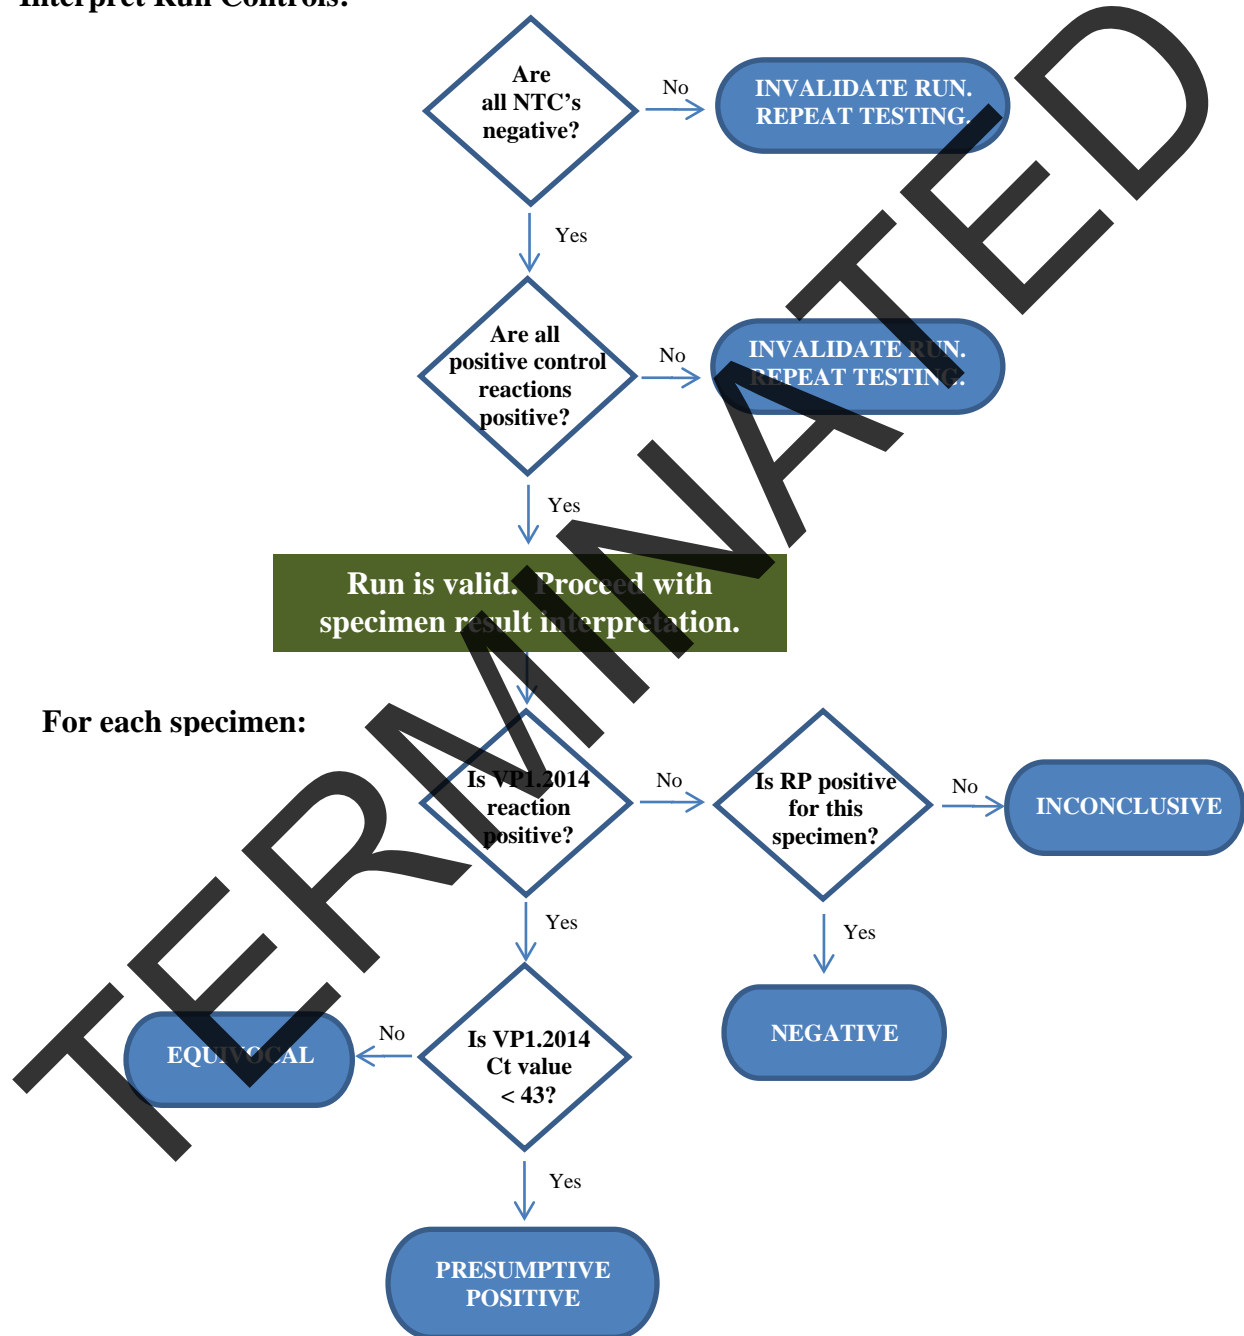 Interpret Run Controls:
Are
all NTC's
negative?
No
INVALIDATE RUN.
REPEAT TESTING.
Yes
Are all
positive control
reactions
positive?
No
INVALIDATE RUN.
REPEAT TESTING.
Yes
Run is valid. Proceed with
specimen result interpretation.
For each specimen:
Is VP1.2014
reaction
positive?
No
Is RP positive
for this
specimen?
No
INCONCLUSIVE
Yes
Yes
NEGATIVE
Is VP1.2014
Ct value
< 43?
No
EQUIVOCAL
Yes
PRESUMPTIVE
POSITIVE
TERMINATED